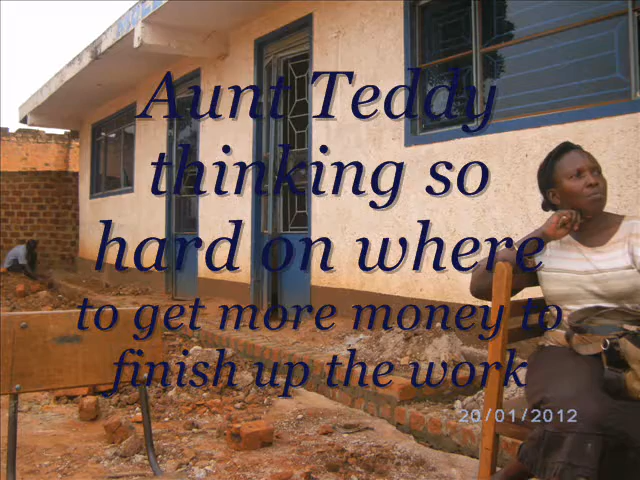 Aunt Teddy
thinking so
hard on where
to get more money to
finish up the work
20/01/2012